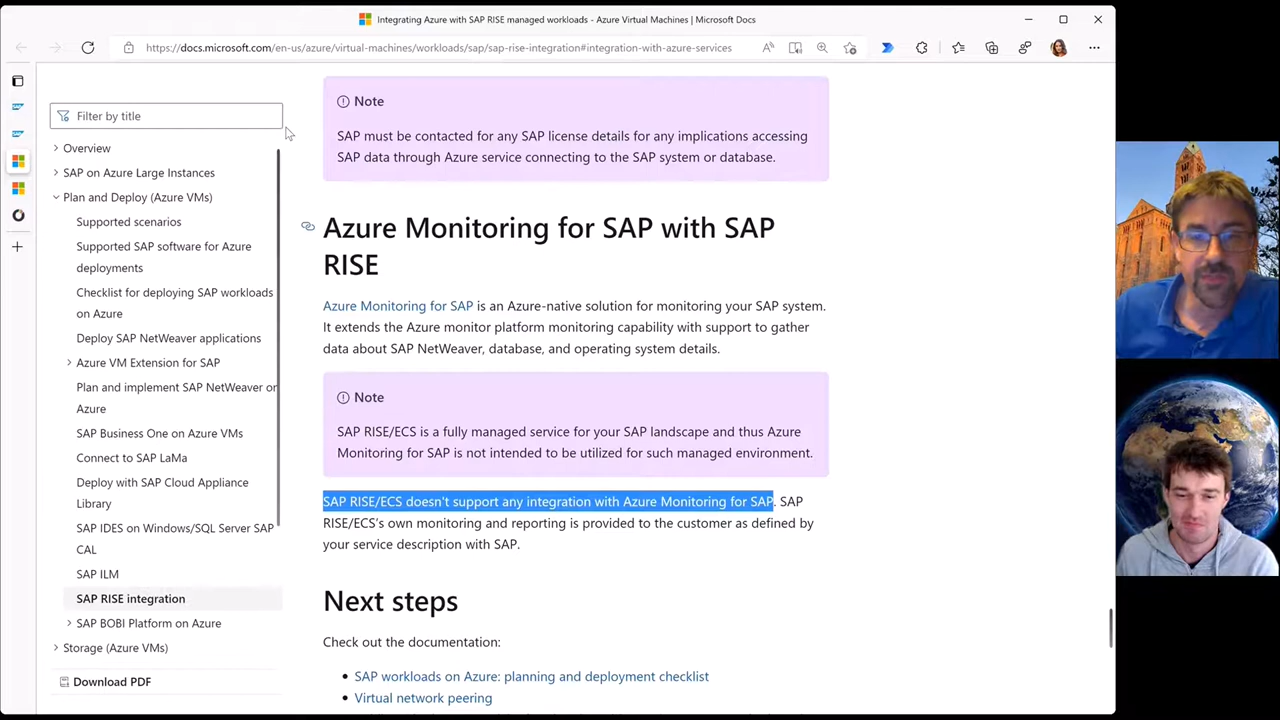 Integrating Azure with SAP RISE managed workloads - Azure Virtual Machines | Microsoft Docs
https://docs.microsoft.com/en-us/azure/virtual-machines/workloads/sap/sap-rise-integration#integration-with-azure-services
Filter by title
Overview
SAP on Azure Large Instances
Plan and Deploy (Azure VMs)
Supported scenarios
Supported SAP software for Azure
deployments
Checklist for deploying SAP workloads
on Azure
Deploy SAP NetWeaver applications
Azure VM Extension for SAP
Plan and implement SAP NetWeaver on
Azure
SAP Business One on Azure VMs
Connect to SAP LaMa
Deploy with SAP Cloud Appliance
Library
SAP IDES on Windows/SQL Server SAP
CAL
SAP ILM
SAP RISE integration
SAP BOBI Platform on Azure
Storage (Azure VMs)
Download PDF
Note
SAP must be contacted for any SAP license details for any implications accessing
SAP data through Azure service connecting to the SAP system or database.
Azure Monitoring for SAP with SAP
RISE
Azure Monitoring for SAP is an Azure-native solution for monitoring your SAP system.
It extends the Azure monitor platform monitoring capability with support to gather
data about SAP NetWeaver, database, and operating system details.
Note
SAP RISE/ECS is a fully managed service for your SAP landscape and thus Azure
Monitoring for SAP is not intended to be utilized for such managed environment.
SAP RISE/ECS doesn't support any integration with Azure Monitoring for SAP. SAP
RISE/ECS's own monitoring and reporting is provided to the customer as defined by
your service description with SAP.
Next steps
Check out the documentation:
• SAP workloads on Azure: planning and deployment checklist
• Virtual network peering